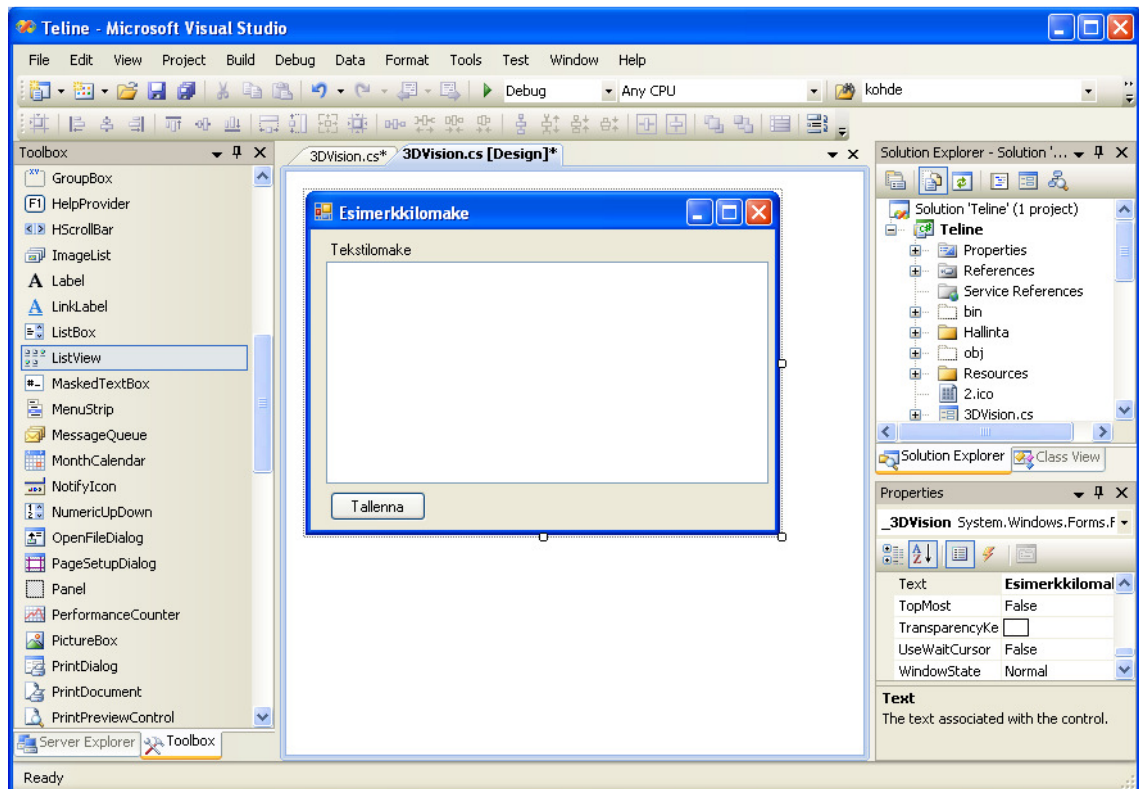 Teline - Microsoft Visual Studio
File Edit View Project Build Debug Data Format Tools Test Window Help
Debug Any CPU kohde
Toolbox
GroupBox
HelpProvider
HScrollBar
ImageList
Label
LinkLabel
ListBox
ListView
MaskedTextBox
MenuStrip
MessageQueue
MonthCalendar
NotifyIcon
NumericUpDown
OpenFileDialog
PageSetupDialog
Panel
PerformanceCounter
PictureBox
PrintDialog
PrintDocument
PrintPreviewControl
Server Explorer Toolbox
3DVision.cs* 3DVision.cs [Design]*
Esimerkkilomake
Tekstilomake
Tallenna
Solution Explorer - Solution '...
Solution 'Teline' (1 project)
Teline
Properties
References
Service References
bin
Hallinta
obj
Resources
2.ico
3DVision.cs
Solution Explorer Class View
Properties
_3DVision System.Windows.Forms.F
Text Esimerkkilomal
TopMost False
TransparencyKe
UseWaitCursor False
WindowState Normal
Text
The text associated with the control.
Ready